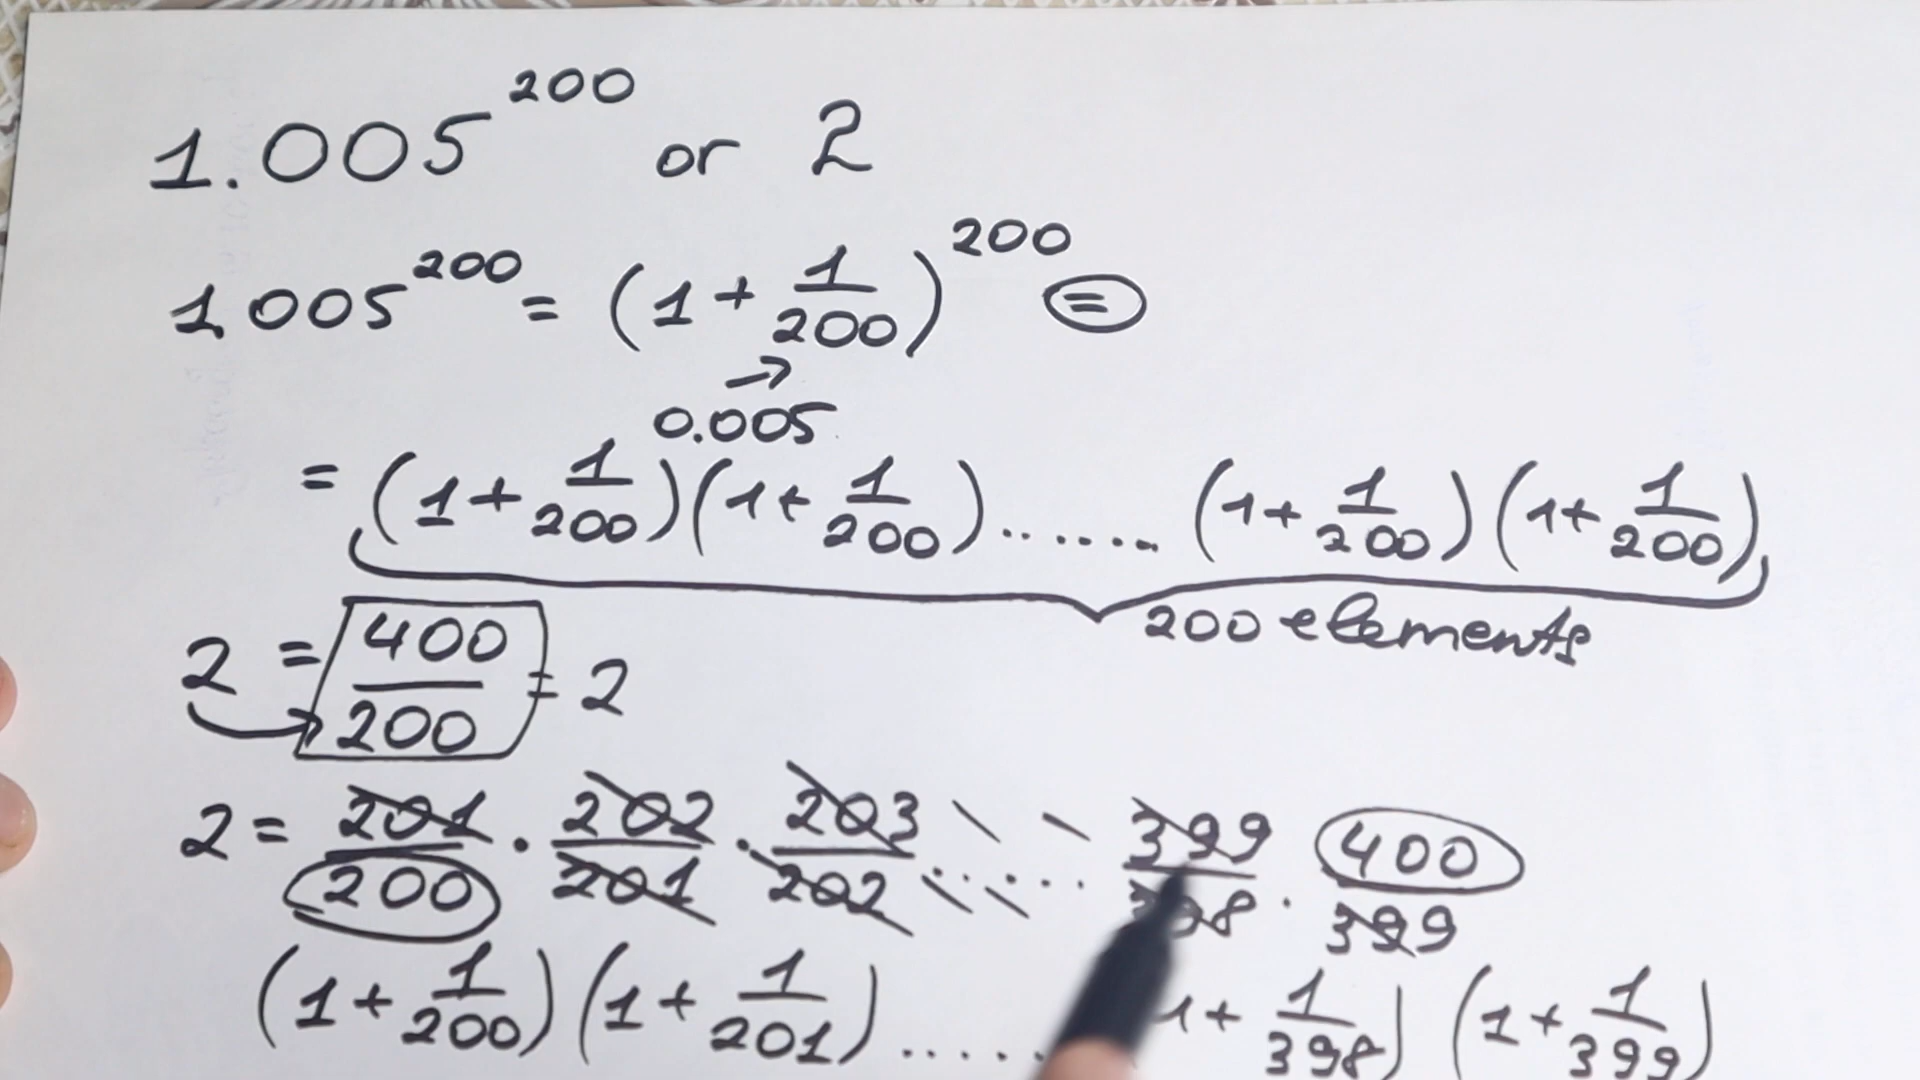 1.005^200 or 2
1.005^200 = (1 + 1/200)^200 =
0.005
= (1 + 1/200)(1 + 1/200) ....... (1 + 1/200)(1 + 1/200)
200 elements
2 = 400/200 = 2
2 = 201/200 · 202/201 · 203/202 ..... 399/398 · 400/399
(1 + 1/200)(1 + 1/201) ..... 1 + 1/398) (1 + 1/399)